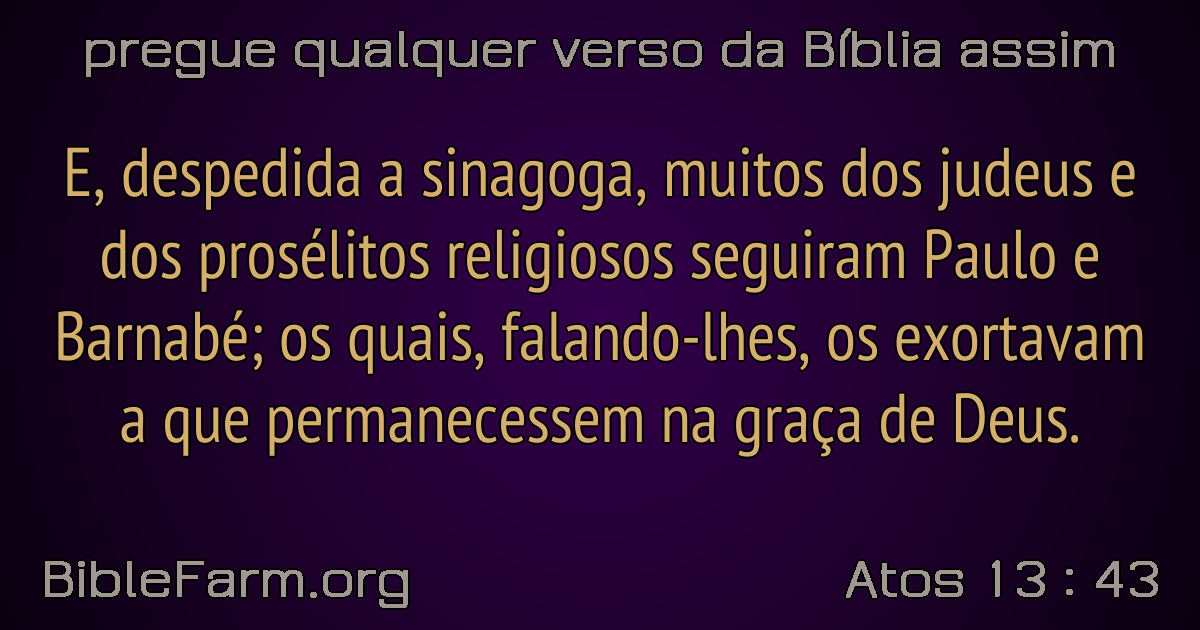 pregue qualquer verso da Bíblia assim
E, despedida a sinagoga, muitos dos judeus e
dos prosélitos religiosos seguiram Paulo e
Barnabé; os quais, falando-lhes, os exortavam
a que permanecessem na graça de Deus.
BibleFarm.org
Atos 13 : 43